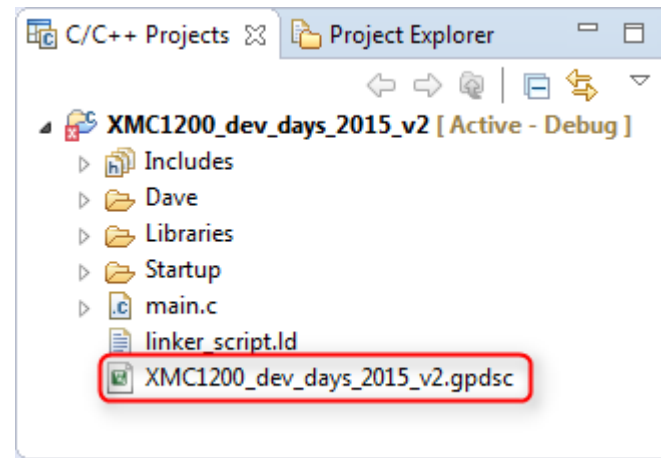 C/C++ Projects Project Explorer
XMC1200_dev_days_2015_v2 [ Active - Debug ]
Includes
Dave
Libraries
Startup
main.c
linker_script.ld
XMC1200_dev_days_2015_v2.gpdsc